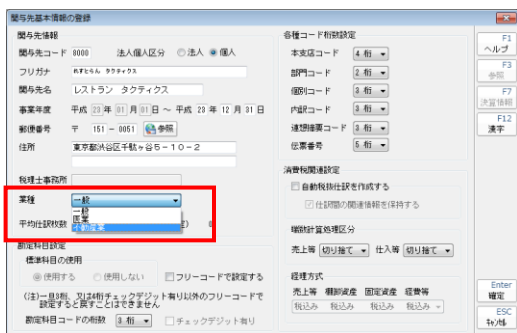 関与先基本情報の登録
関与先情報
関与先コード 8000 法人個人区分 法人 個人
フリガナ ﾚｽﾄﾗﾝ ﾀｸﾃｨｸｽ
関与先名 レストラン タクティクス
事業年度 平成 23 年 01 月 01 日 ～ 平成 23 年 12 月 31 日
郵便番号 〒 151 - 0051 参照
住所 東京都渋谷区千駄ヶ谷5－10－2
税理士事務所
業種 一般
一般
医業
不動産業
平均仕訳枚数
勘定科目設定
標準科目の使用
使用する 使用しない フリーコードで設定する
(注)一旦3桁、又は4桁チェックデジット有り以外のフリーコードで
設定すると戻すことはできません
勘定科目コードの桁数 3 桁 チェックデジット有り
各種コード桁数設定
本支店コード 4 桁
部門コード 2 桁
個別コード 3 桁
内訳コード 3 桁
連想摘要コード 3 桁
伝票番号 5 桁
消費税関連設定
自動税抜仕訳を作成する
仕訳間の関連情報を保持する
端数計算処理区分
売上等 切り捨て 仕入等 切り捨て
経理方式
売上等 棚卸資産 固定資産 経費等
税込み 税込み 税込み 税込み
F1
ヘルプ
F3
参照
F7
決算情報
F12
漢字
Enter
確定
ESC
ｷｬﾝｾﾙ